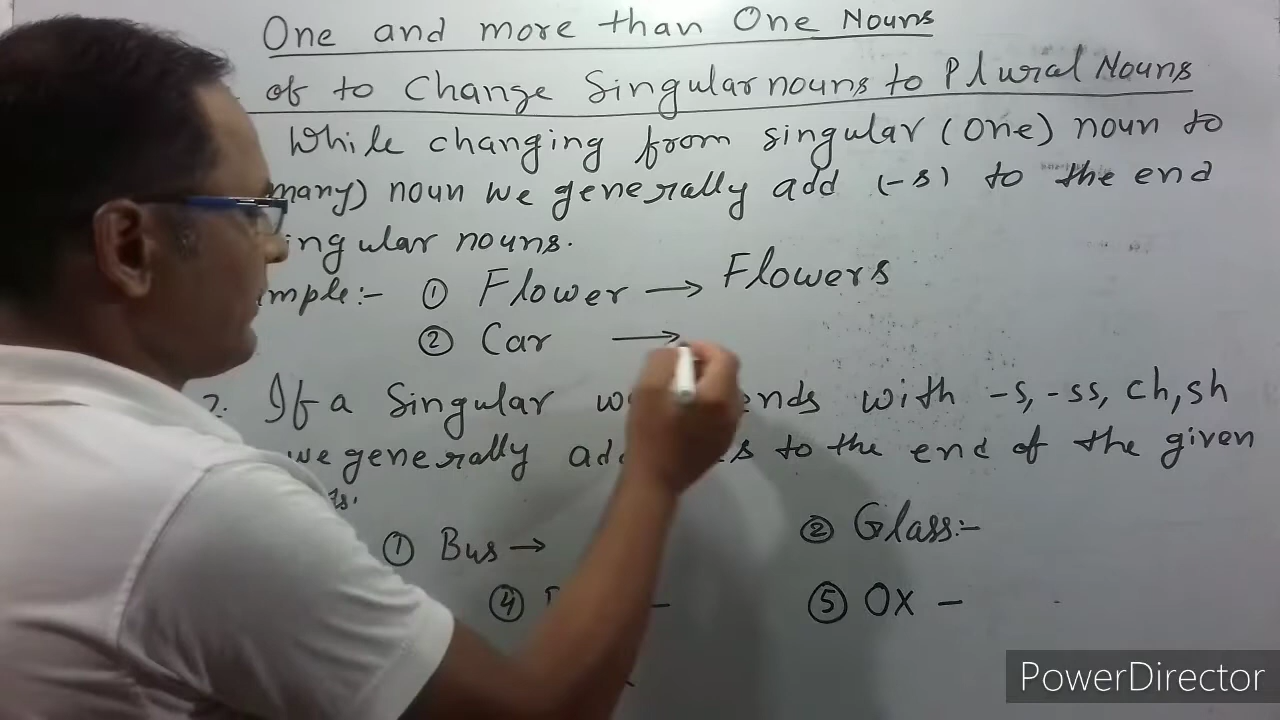 One and more than One Nouns
of to Change Singular nouns to Plural Nouns
While changing from singular (One) noun to
many) noun we generally add (-s) to the end
ingular nouns.
mple:- ① Flower → Flowers
② Car →
2. If a Singular ends with -s, -ss, ch, sh
we generally to the end of the given
① Bus → ② Glass:-
④ - ⑤ OX -
PowerDirector